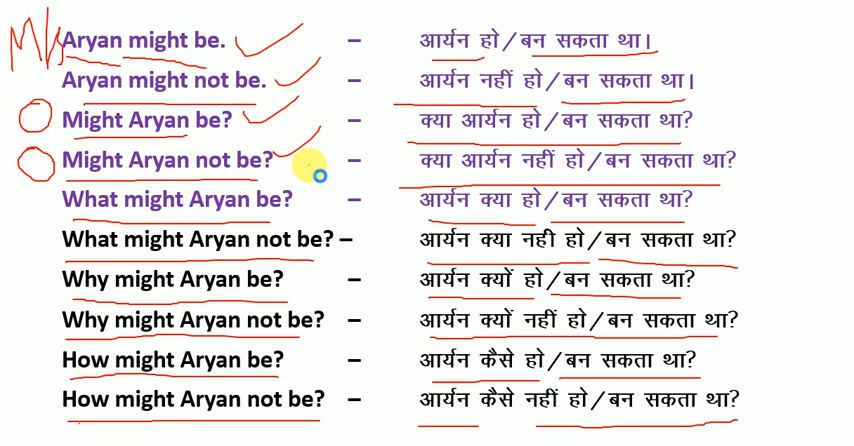 Aryan might be. – आर्यन हो/बन सकता था।
Aryan might not be. – आर्यन नहीं हो/बन सकता था।
Might Aryan be? – क्या आर्यन हो/बन सकता था?
Might Aryan not be? – क्या आर्यन नहीं हो/बन सकता था?
What might Aryan be? – आर्यन क्या हो/बन सकता था?
What might Aryan not be? – आर्यन क्या नही हो/बन सकता था?
Why might Aryan be? – आर्यन क्यों हो/बन सकता था?
Why might Aryan not be? – आर्यन क्यों नहीं हो/बन सकता था?
How might Aryan be? – आर्यन कैसे हो/बन सकता था?
How might Aryan not be? – आर्यन कैसे नहीं हो/बन सकता था?